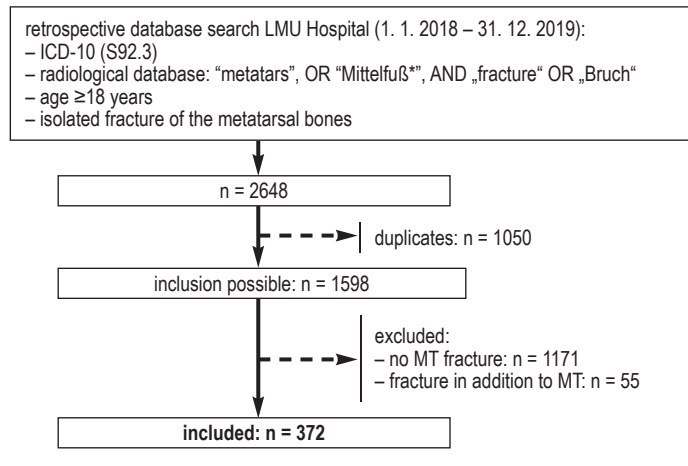 retrospective database search LMU Hospital (1. 1. 2018 – 31. 12. 2019):
– ICD-10 (S92.3)
– radiological database: “metatars”, OR “Mittelfuß*”, AND „fracture“ OR „Bruch“
– age ≥18 years
– isolated fracture of the metatarsal bones
n = 2648
duplicates: n = 1050
inclusion possible: n = 1598
excluded:
– no MT fracture: n = 1171
– fracture in addition to MT: n = 55
included: n = 372